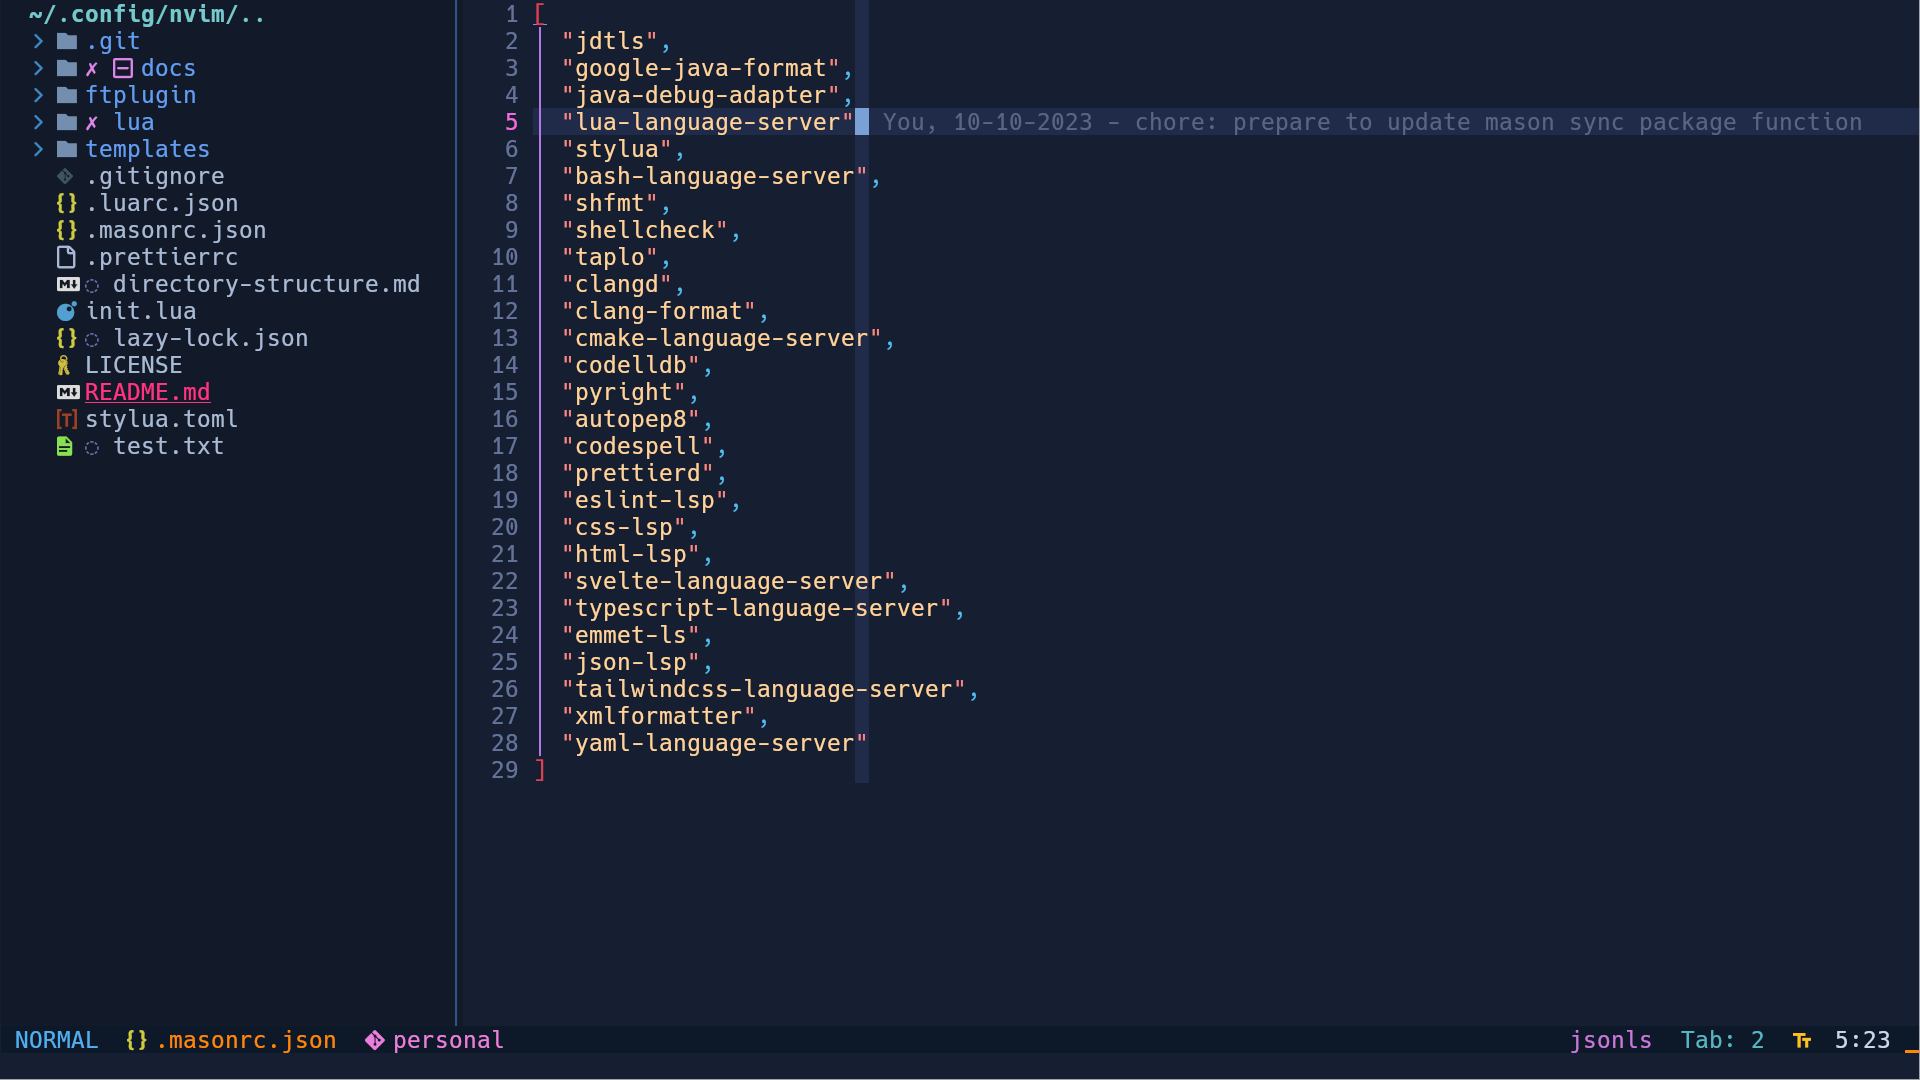 ~/.config/nvim/..
.git
✗ docs
ftplugin
✗ lua
templates
.gitignore
{} .luarc.json
{} .masonrc.json
.prettierrc
M↓ directory-structure.md
init.lua
{} lazy-lock.json
LICENSE
M↓ README.md
[T] stylua.toml
test.txt
1 [
2 "jdtls",
3 "google-java-format",
4 "java-debug-adapter",
5 "lua-language-server" You, 10-10-2023 - chore: prepare to update mason sync package function
6 "stylua",
7 "bash-language-server",
8 "shfmt",
9 "shellcheck",
10 "taplo",
11 "clangd",
12 "clang-format",
13 "cmake-language-server",
14 "codelldb",
15 "pyright",
16 "autopep8",
17 "codespell",
18 "prettierd",
19 "eslint-lsp",
20 "css-lsp",
21 "html-lsp",
22 "svelte-language-server",
23 "typescript-language-server",
24 "emmet-ls",
25 "json-lsp",
26 "tailwindcss-language-server",
27 "xmlformatter",
28 "yaml-language-server"
29 ]
NORMAL {} .masonrc.json personal jsonls Tab: 2 TT 5:23